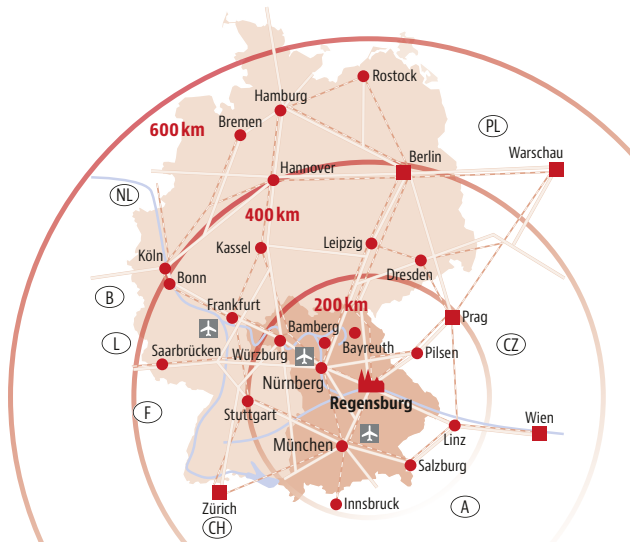 Rostock
Hamburg
Bremen
600 km
PL
Berlin
Warschau
Hannover
NL
400 km
Kassel
Leipzig
Köln
Dresden
Bonn
B
200 km
Frankfurt
Bamberg
Prag
L
Würzburg
Bayreuth
CZ
Saarbrücken
Pilsen
Nürnberg
Regensburg
F
Stuttgart
Wien
München
Linz
Salzburg
Zürich
Innsbruck
A
CH